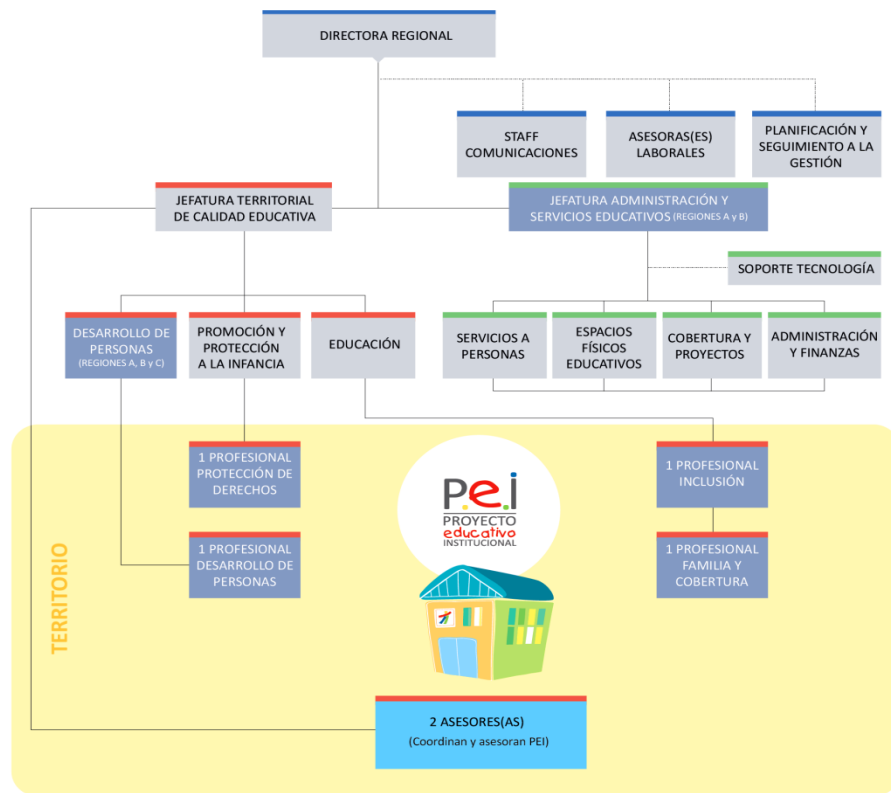 DIRECTORA REGIONAL
STAFF
COMUNICACIONES
ASESORAS(ES)
LABORALES
PLANIFICACIÓN Y
SEGUIMIENTO A LA
GESTIÓN
JEFATURA TERRITORIAL
DE CALIDAD EDUCATIVA
JEFATURA ADMINISTRACIÓN Y
SERVICIOS EDUCATIVOS (REGIONES A y B)
SOPORTE TECNOLOGÍA
DESARROLLO DE
PERSONAS
(REGIONES A, B y C)
PROMOCIÓN Y
PROTECCIÓN
A LA INFANCIA
EDUCACIÓN
SERVICIOS A
PERSONAS
ESPACIOS
FÍSICOS
EDUCATIVOS
COBERTURA Y
PROYECTOS
ADMINISTRACIÓN
Y FINANZAS
1 PROFESIONAL
PROTECCIÓN DE
DERECHOS
P.e.i
PROYECTO
educativo
INSTITUCIONAL
1 PROFESIONAL
INCLUSIÓN
1 PROFESIONAL
DESARROLLO DE
PERSONAS
1 PROFESIONAL
FAMILIA Y
COBERTURA
TERRITORIO
2 ASESORES(AS)
(Coordinan y asesoran PEI)